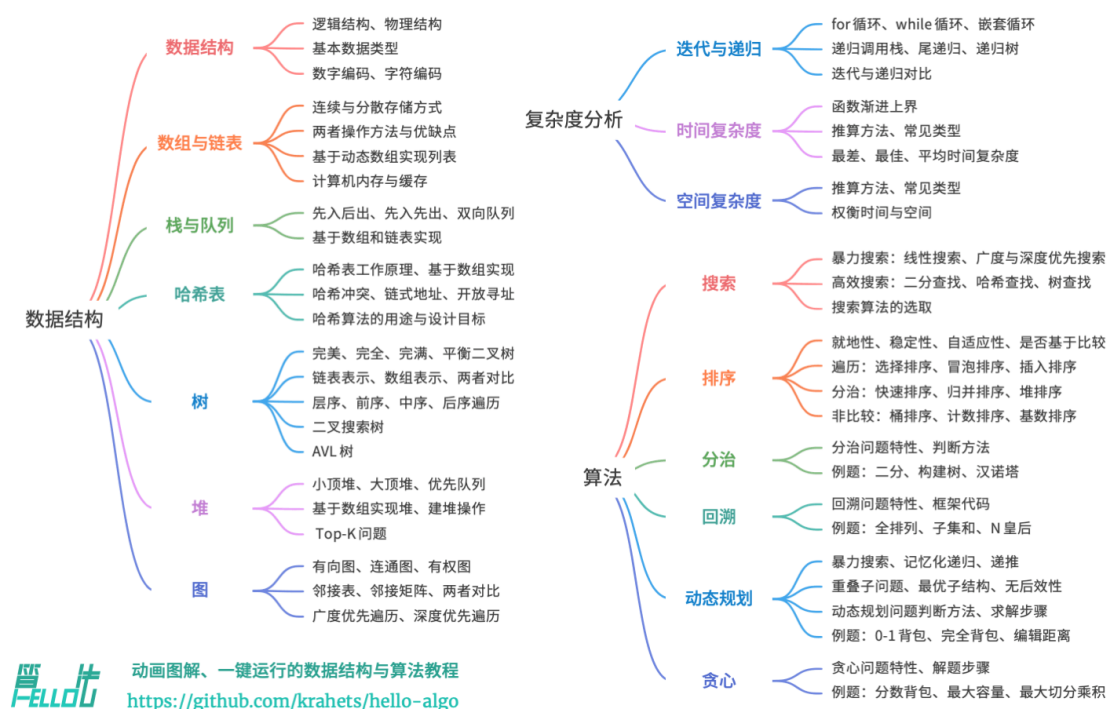 数据结构
数据结构
逻辑结构、物理结构
基本数据类型
数字编码、字符编码
数组与链表
连续与分散存储方式
两者操作方法与优缺点
基于动态数组实现列表
计算机内存与缓存
栈与队列
先入后出、先入先出、双向队列
基于数组和链表实现
哈希表
哈希表工作原理、基于数组实现
哈希冲突、链式地址、开放寻址
哈希算法的用途与设计目标
树
完美、完全、完满、平衡二叉树
链表表示、数组表示、两者对比
层序、前序、中序、后序遍历
二叉搜索树
AVL 树
堆
小顶堆、大顶堆、优先队列
基于数组实现堆、建堆操作
Top-K 问题
图
有向图、连通图、有权图
邻接表、邻接矩阵、两者对比
广度优先遍历、深度优先遍历
复杂度分析
迭代与递归
for 循环、while 循环、嵌套循环
递归调用栈、尾递归、递归树
迭代与递归对比
时间复杂度
函数渐进上界
推算方法、常见类型
最差、最佳、平均时间复杂度
空间复杂度
推算方法、常见类型
权衡时间与空间
算法
搜索
暴力搜索：线性搜索、广度与深度优先搜索
高效搜索：二分查找、哈希查找、树查找
搜索算法的选取
排序
就地性、稳定性、自适应性、是否基于比较
遍历：选择排序、冒泡排序、插入排序
分治：快速排序、归并排序、堆排序
非比较：桶排序、计数排序、基数排序
分治
分治问题特性、判断方法
例题：二分、构建树、汉诺塔
回溯
回溯问题特性、框架代码
例题：全排列、子集和、N 皇后
动态规划
暴力搜索、记忆化递归、递推
重叠子问题、最优子结构、无后效性
动态规划问题判断方法、求解步骤
例题：0-1 背包、完全背包、编辑距离
贪心
贪心问题特性、解题步骤
例题：分数背包、最大容量、最大切分乘积
算法
HELLO
动画图解、一键运行的数据结构与算法教程
https://github.com/krahets/hello-algo